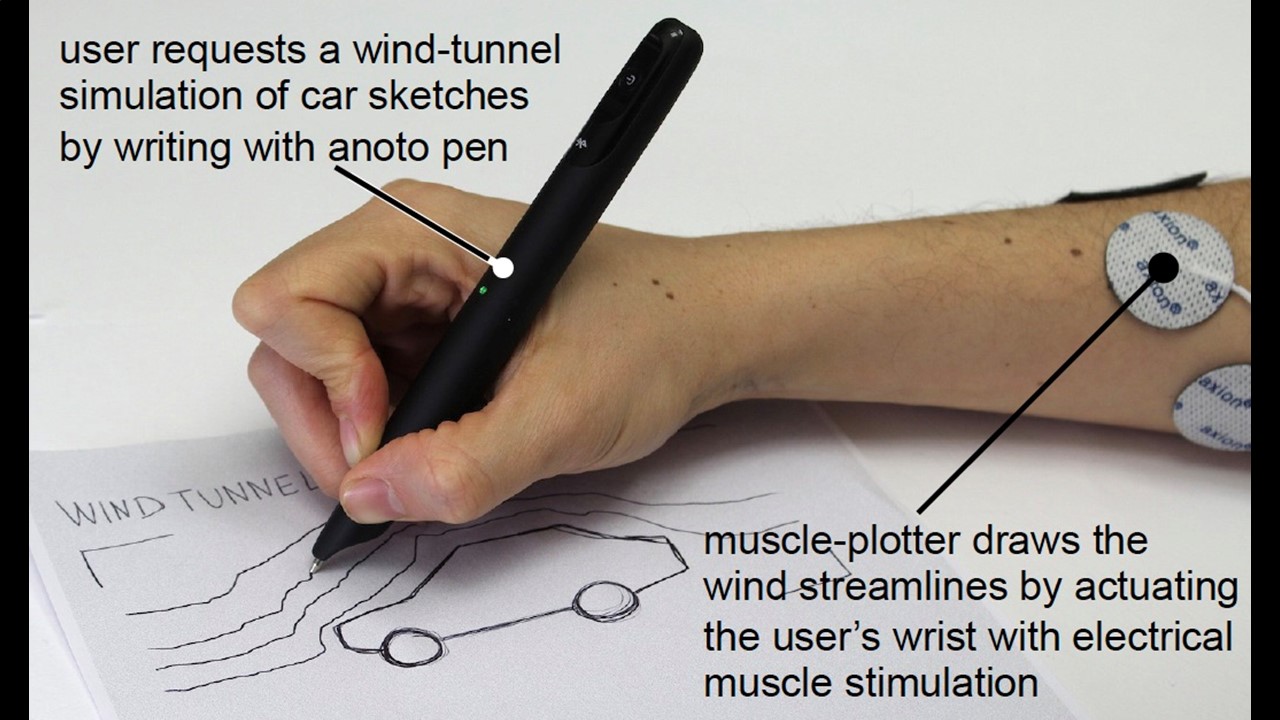 user requests a wind-tunnel
simulation of car sketches
by writing with anoto pen
axion®
axion®
axion®
axion®
WIND TUNNEL
muscle-plotter draws the
wind streamlines by actuating
the user's wrist with electrical
muscle stimulation